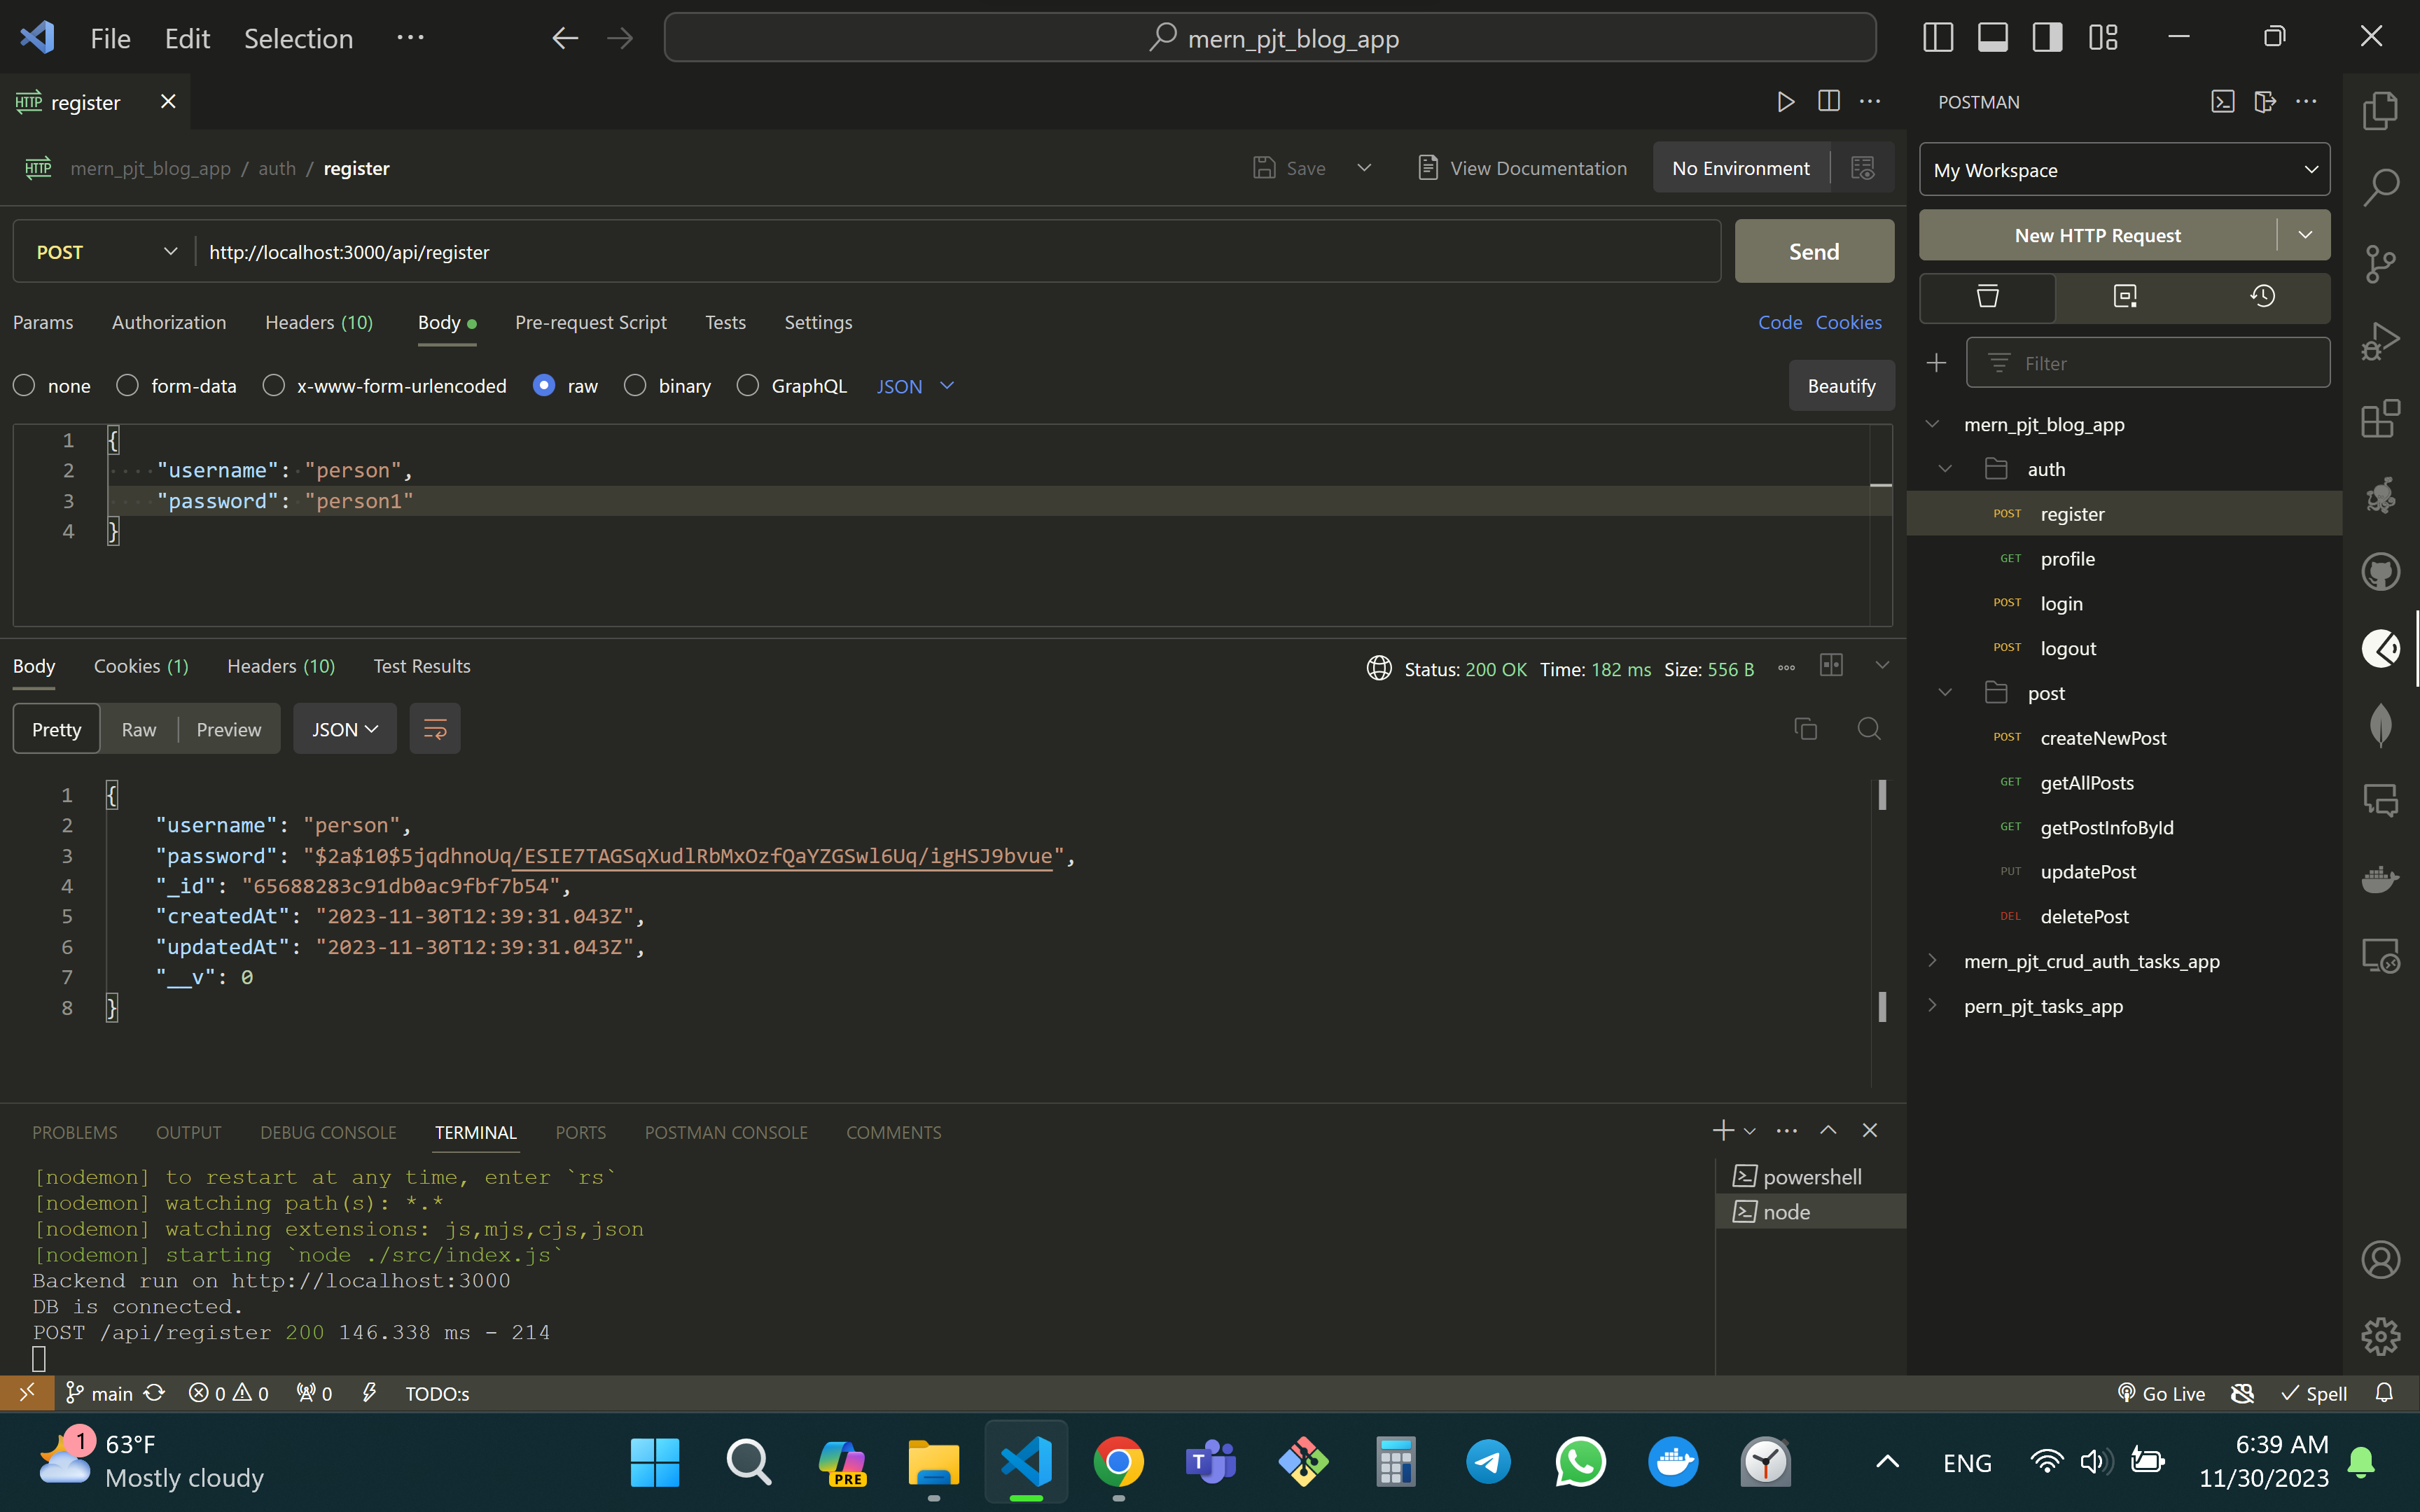 File Edit Selection ··· mern_pjt_blog_app
HTTP register
POSTMAN
HTTP mern_pjt_blog_app / auth / register Save View Documentation No Environment
My Workspace
New HTTP Request
POST http://localhost:3000/api/register Send
Params Authorization Headers (10) Body Pre-request Script Tests Settings Code Cookies
none form-data x-www-form-urlencoded raw binary GraphQL JSON Beautify
Filter
1 {
2 "username": "person",
3 "password": "person1"
4 }
mern_pjt_blog_app
auth
POST register
GET profile
POST login
POST logout
post
POST createNewPost
GET getAllPosts
GET getPostInfoById
PUT updatePost
DEL deletePost
mern_pjt_crud_auth_tasks_app
pern_pjt_tasks_app
Body Cookies (1) Headers (10) Test Results Status: 200 OK Time: 182 ms Size: 556 B
Pretty Raw Preview JSON
1 {
2 "username": "person",
3 "password": "$2a$10$5jqdhnoUq/ESIE7TAGSqXudlRbMxOzfQaYZGSwl6Uq/igHSJ9bvue",
4 "_id": "65688283c91db0ac9fbf7b54",
5 "createdAt": "2023-11-30T12:39:31.043Z",
6 "updatedAt": "2023-11-30T12:39:31.043Z",
7 "__v": 0
8 }
PROBLEMS OUTPUT DEBUG CONSOLE TERMINAL PORTS POSTMAN CONSOLE COMMENTS
[nodemon] to restart at any time, enter `rs`
[nodemon] watching path(s): *.*
[nodemon] watching extensions: js,mjs,cjs,json
[nodemon] starting `node ./src/index.js`
Backend run on http://localhost:3000
DB is connected.
POST /api/register 200 146.338 ms - 214
powershell
node
main 0 0 0 TODO:s Go Live Spell
1
63°F
Mostly cloudy
PRE
T
ENG
6:39 AM
11/30/2023